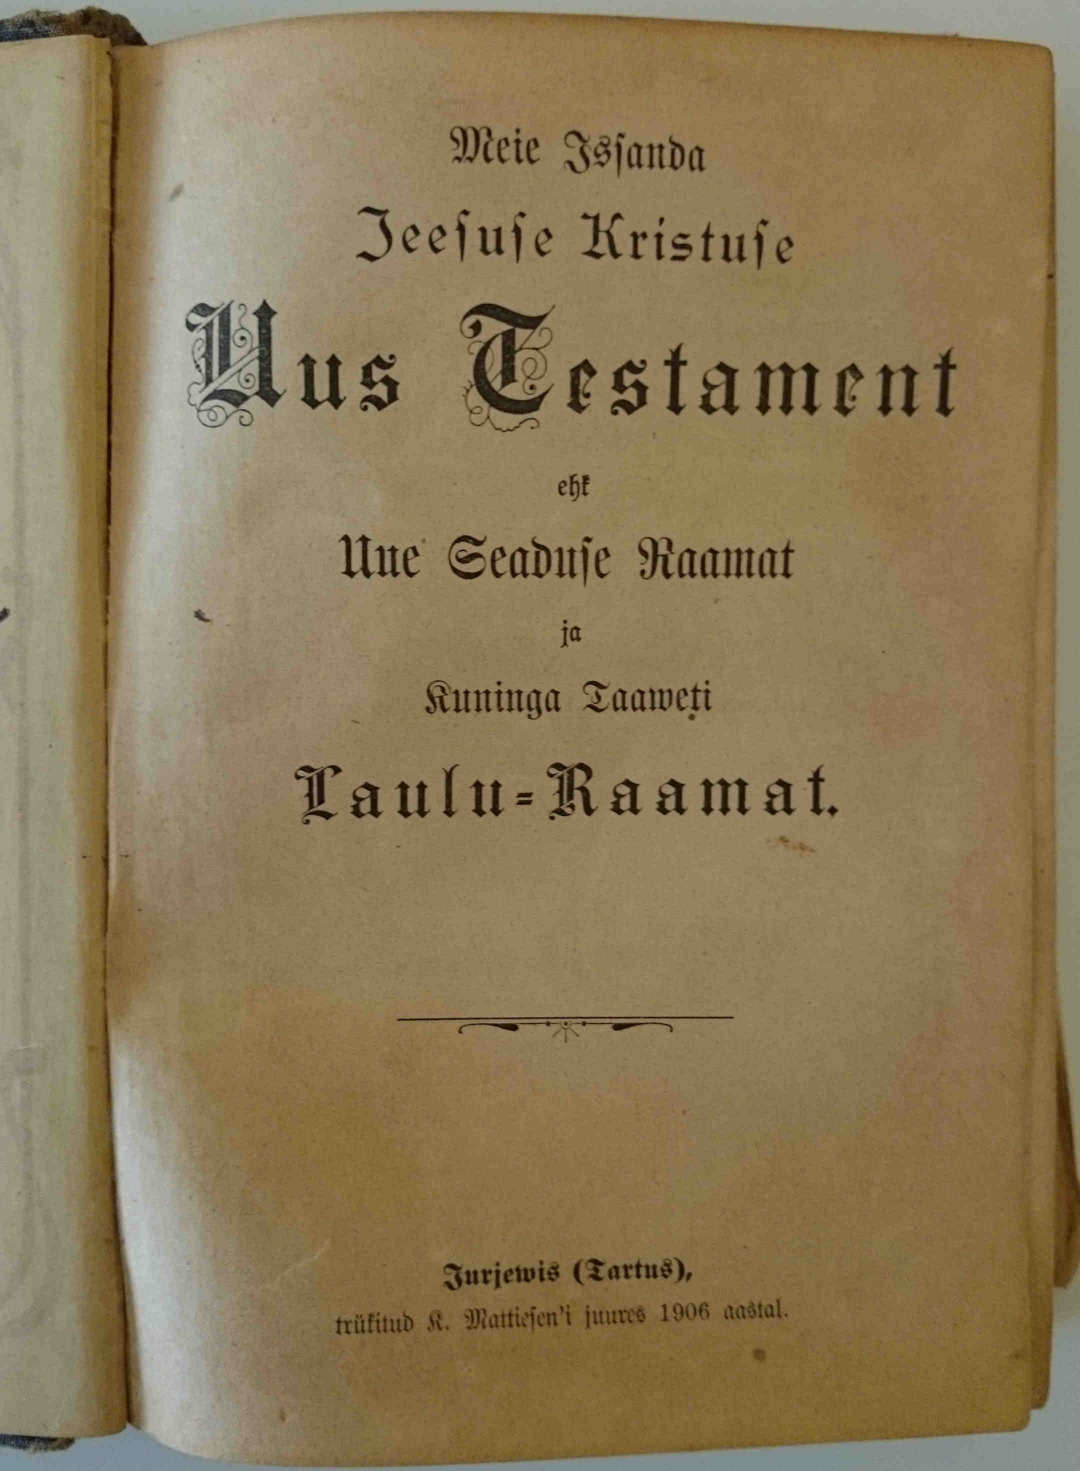 Meie Issanda
Jeesuse Kristuse
Uus Testament
ehk
Uue Seaduse Raamat
ja
Kuninga Taaweti
Laulu-Raamat.
Jurjewis (Tartus),
trükitud K. Mattiesen'i juures 1906 aastal.